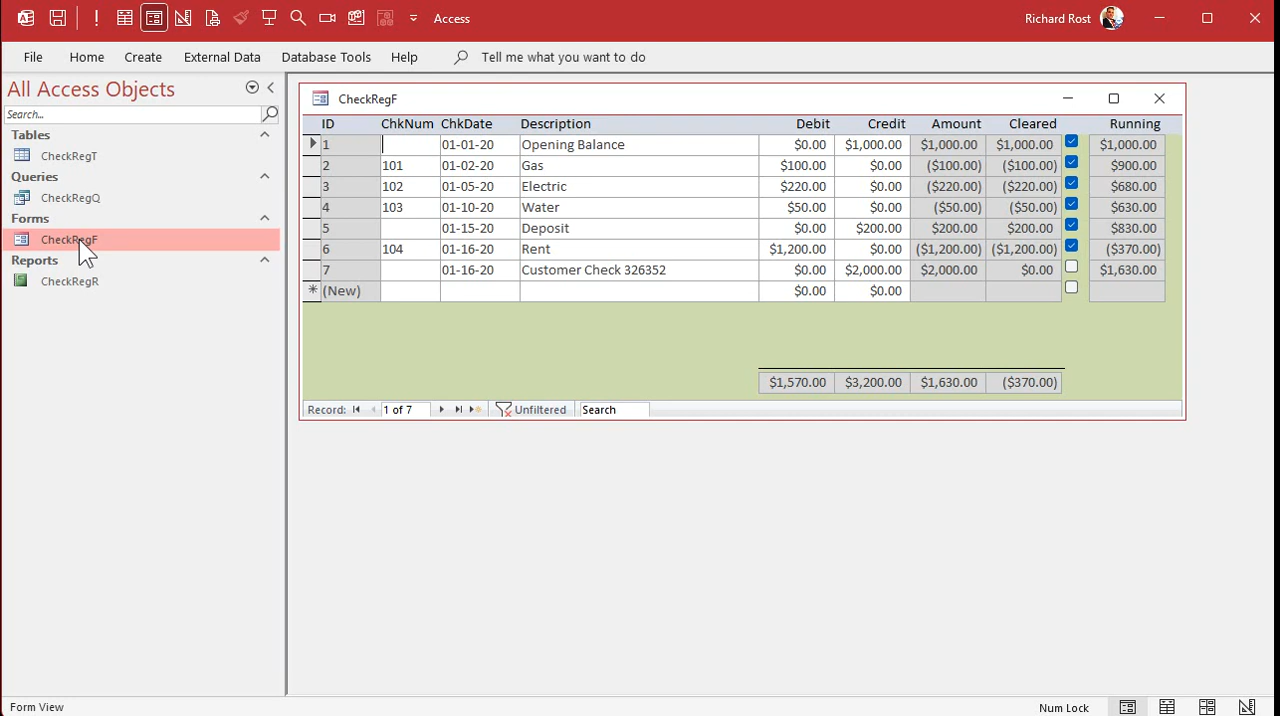 Access
Richard Rost
File Home Create External Data Database Tools Help Tell me what you want to do
All Access Objects
Search...
Tables
CheckRegT
Queries
CheckRegQ
Forms
CheckRegF
Reports
CheckRegR
CheckRegF
ID ChkNum ChkDate Description Debit Credit Amount Cleared Running
1 01-01-20 Opening Balance $0.00 $1,000.00 $1,000.00 $1,000.00 $1,000.00
2 101 01-02-20 Gas $100.00 $0.00 ($100.00) ($100.00) $900.00
3 102 01-05-20 Electric $220.00 $0.00 ($220.00) ($220.00) $680.00
4 103 01-10-20 Water $50.00 $0.00 ($50.00) ($50.00) $630.00
5 01-15-20 Deposit $0.00 $200.00 $200.00 $200.00 $830.00
6 104 01-16-20 Rent $1,200.00 $0.00 ($1,200.00) ($1,200.00) ($370.00)
7 01-16-20 Customer Check 326352 $0.00 $2,000.00 $2,000.00 $0.00 $1,630.00
* (New) $0.00 $0.00
$1,570.00 $3,200.00 $1,630.00 ($370.00)
Record: 1 of 7 Unfiltered Search
Form View
Num Lock